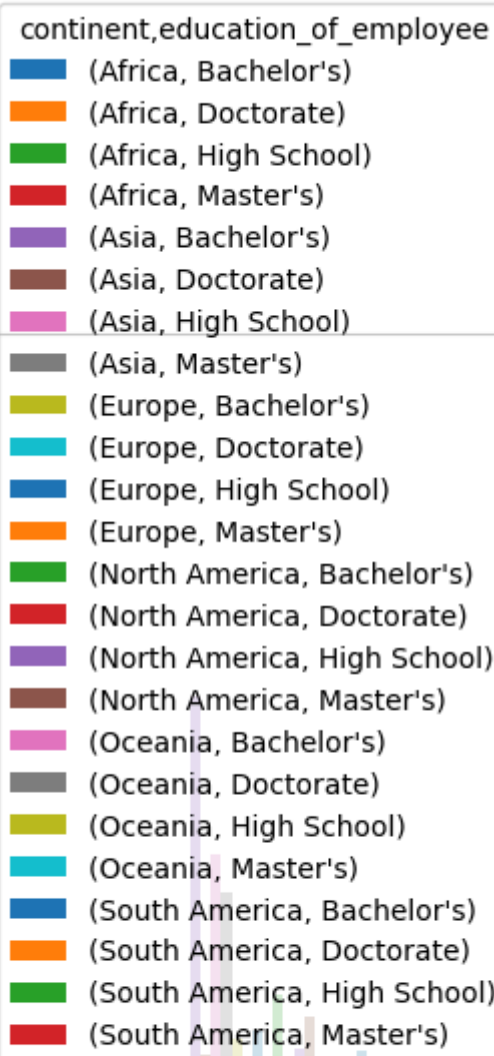 continent,education_of_employee
(Africa, Bachelor's)
(Africa, Doctorate)
(Africa, High School)
(Africa, Master's)
(Asia, Bachelor's)
(Asia, Doctorate)
(Asia, High School)
(Asia, Master's)
(Europe, Bachelor's)
(Europe, Doctorate)
(Europe, High School)
(Europe, Master's)
(North America, Bachelor's)
(North America, Doctorate)
(North America, High School)
(North America, Master's)
(Oceania, Bachelor's)
(Oceania, Doctorate)
(Oceania, High School)
(Oceania, Master's)
(South America, Bachelor's)
(South America, Doctorate)
(South America, High School)
(South America, Master's)